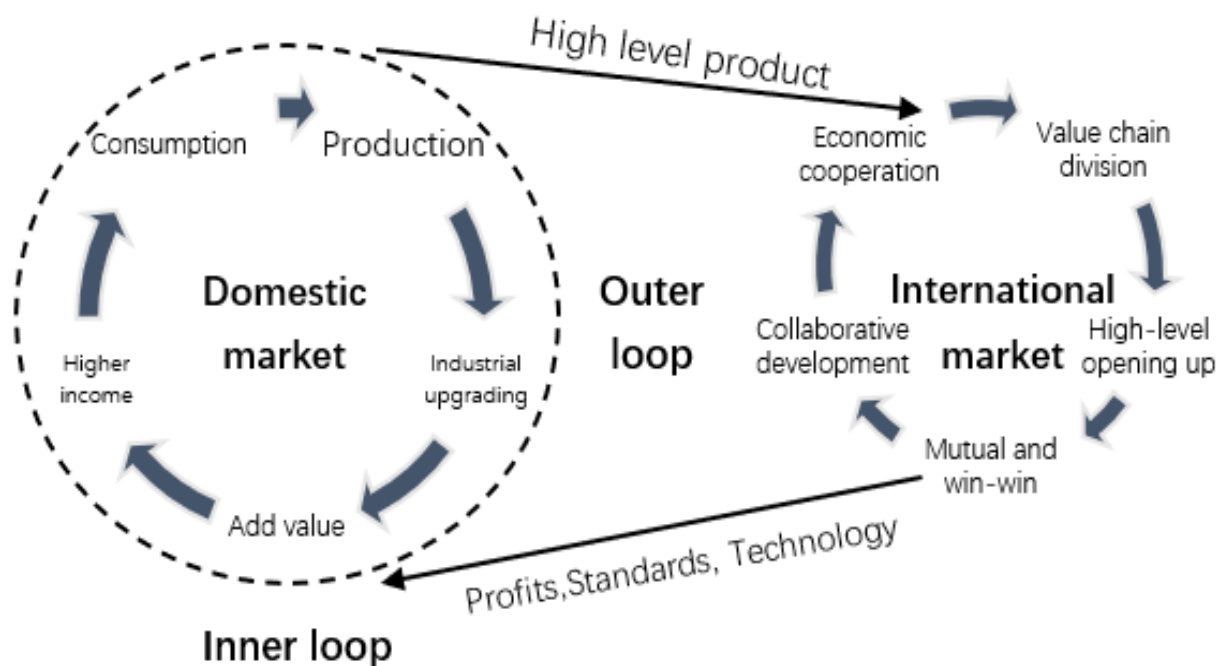 High level product
Consumption
Production
Economic
cooperation
Value chain
division
Domestic
market
Outer
loop
International
market
Higher
income
Industrial
upgrading
Collaborative
development
High-level
opening up
Add value
Mutual and
win-win
Profits,Standards, Technology
Inner loop